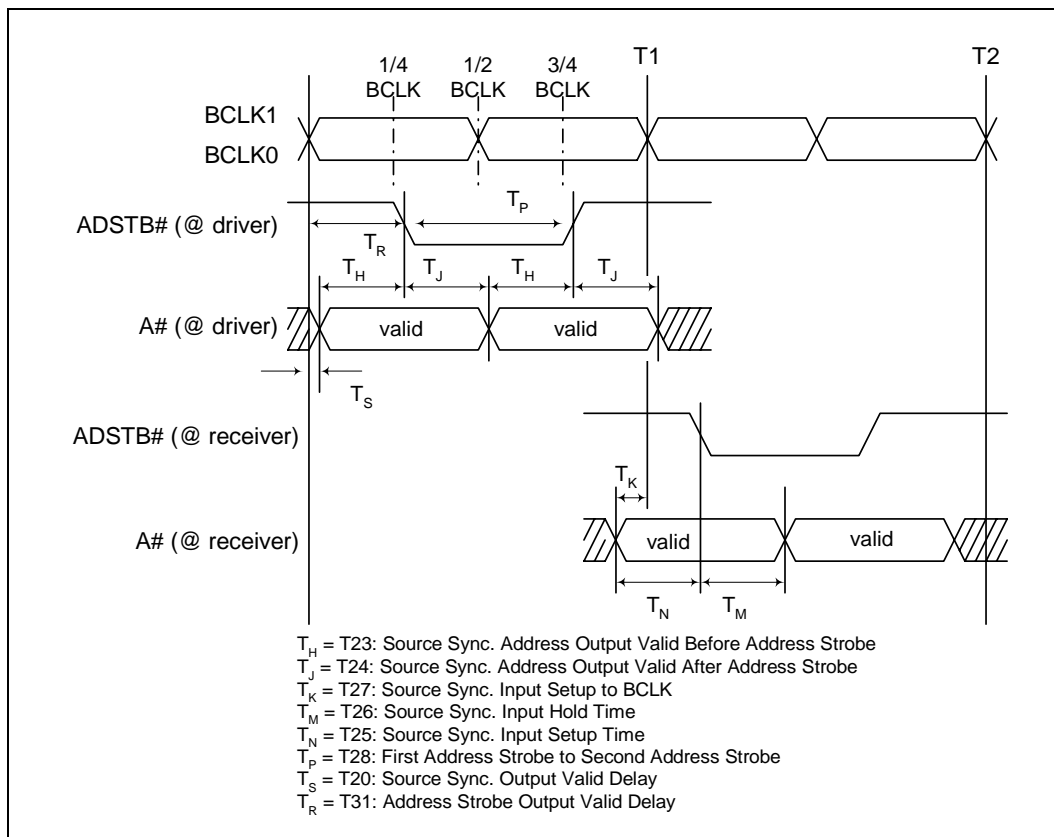 T1
T2
1/4
BCLK
1/2
BCLK
3/4
BCLK
BCLK1
BCLK0
ADSTB# (@ driver)
T_P
T_R
T_H
T_J
T_H
T_J
A# (@ driver)
valid
valid
T_S
ADSTB# (@ receiver)
T_K
A# (@ receiver)
valid
valid
T_N
T_M
T_H = T23: Source Sync. Address Output Valid Before Address Strobe
T_J = T24: Source Sync. Address Output Valid After Address Strobe
T_K = T27: Source Sync. Input Setup to BCLK
T_M = T26: Source Sync. Input Hold Time
T_N = T25: Source Sync. Input Setup Time
T_P = T28: First Address Strobe to Second Address Strobe
T_S = T20: Source Sync. Output Valid Delay
T_R = T31: Address Strobe Output Valid Delay